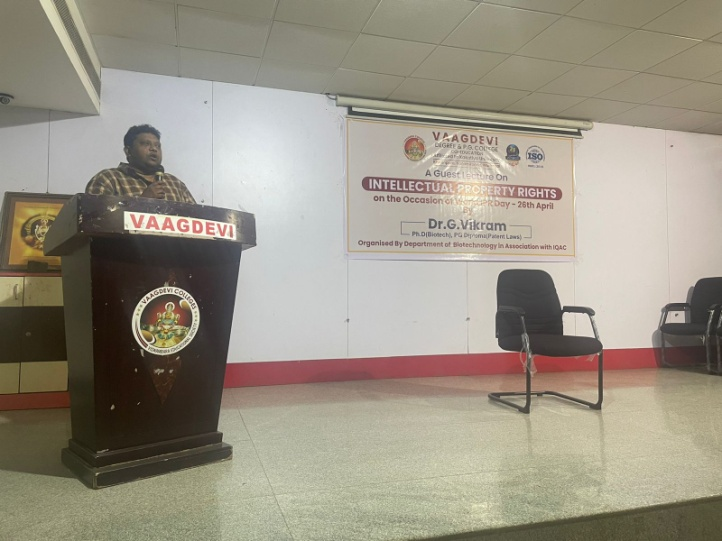 VAAGDEVI
DEGREE & P.G. COLLEGE
ISO
A Guest Lecture On
INTELLECTUAL PROPERTY RIGHTS
on the Occasion of World IPR Day - 26th April
By
Dr.G.Vikram
Ph.D(Biotech), PG Diploma(Patent Laws)
Organised By Department of Biotechnology in Association with IQAC
VAAGDEVI
VAAGDEVI COLLEGES